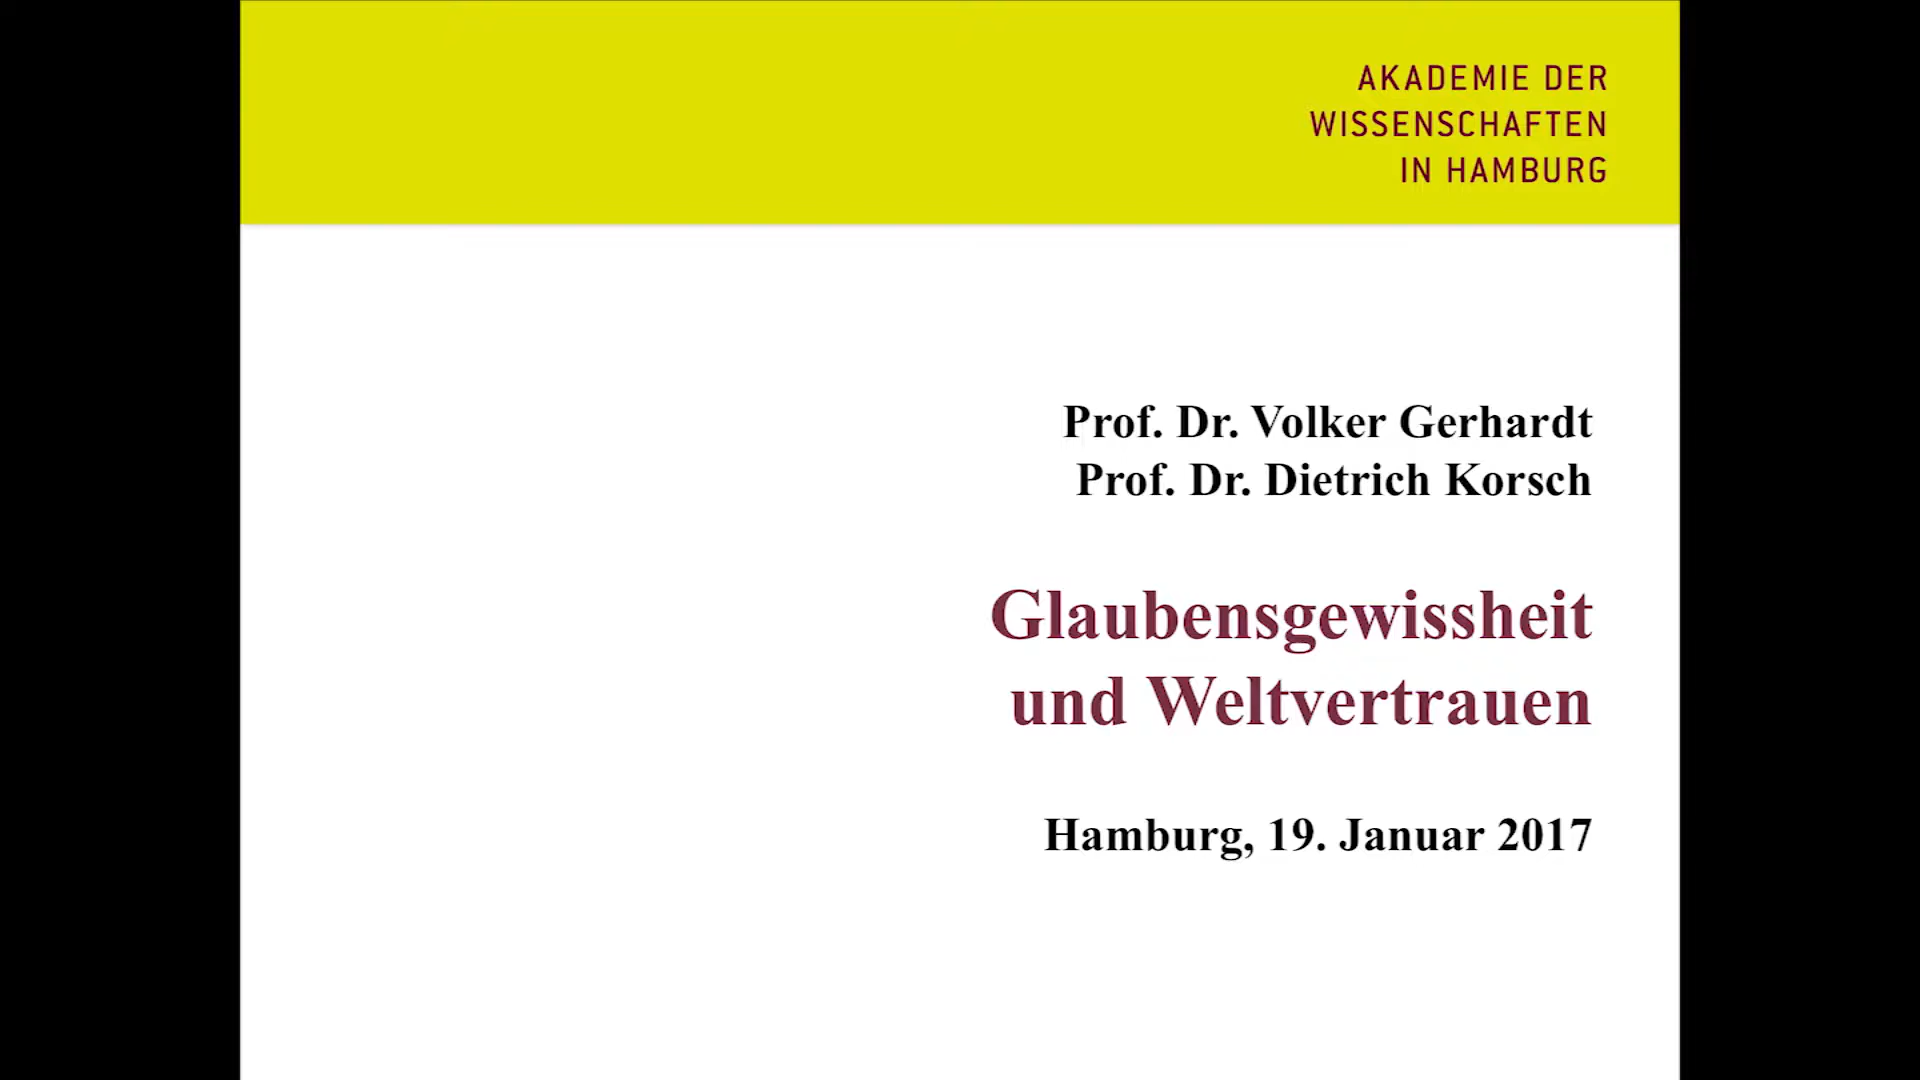 AKADEMIE DER
WISSENSCHAFTEN
IN HAMBURG
Prof. Dr. Volker Gerhardt
Prof. Dr. Dietrich Korsch
Glaubensgewissheit
und Weltvertrauen
Hamburg, 19. Januar 2017